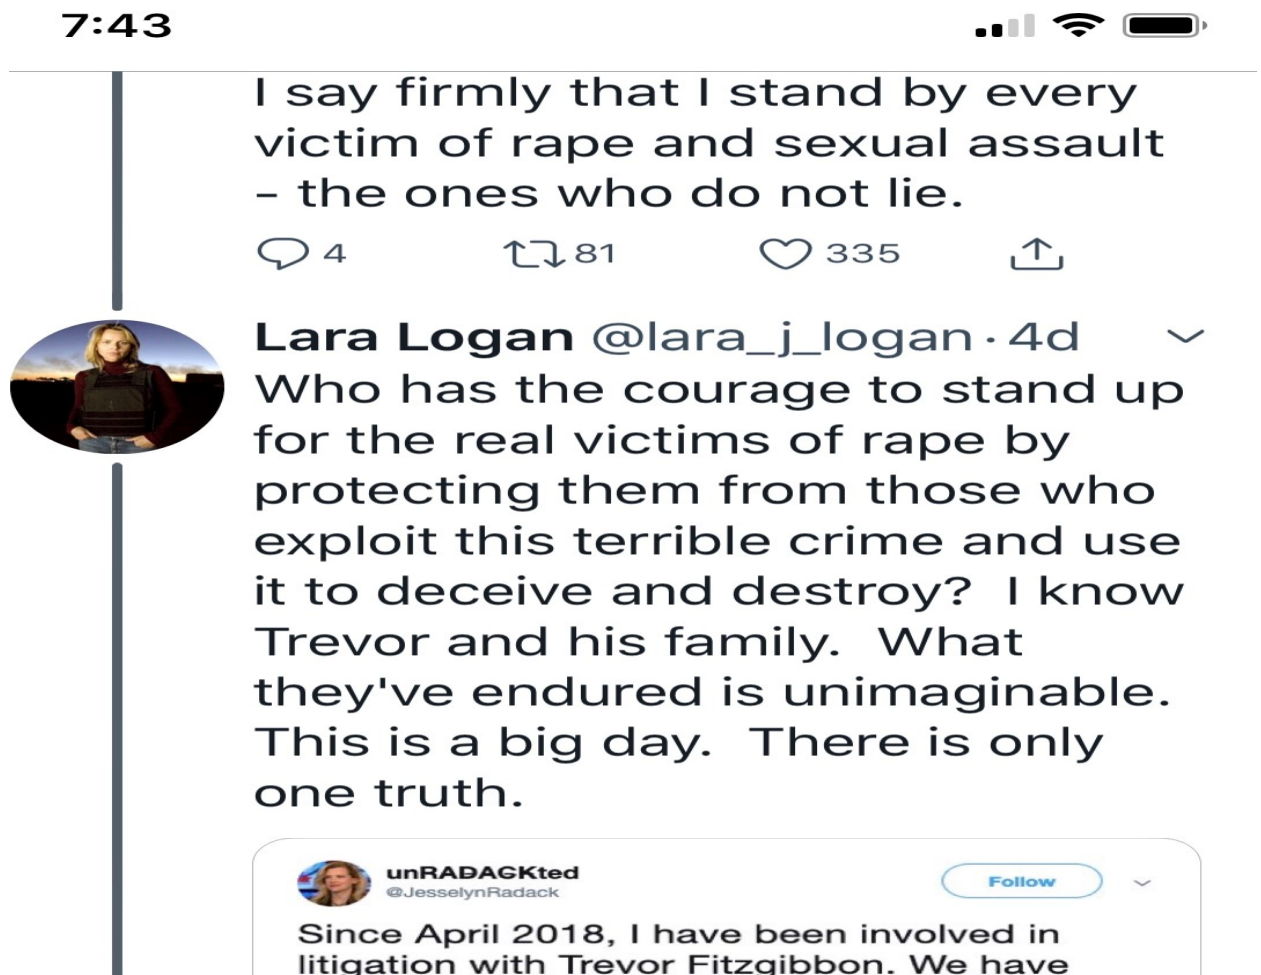 7:43
I say firmly that I stand by every
victim of rape and sexual assault
– the ones who do not lie.
4 81 335
Lara Logan @lara_j_logan · 4d
Who has the courage to stand up
for the real victims of rape by
protecting them from those who
exploit this terrible crime and use
it to deceive and destroy?  I know
Trevor and his family.  What
they've endured is unimaginable.
This is a big day.  There is only
one truth.
unRADACKted
@JesselynRadack
Follow
Since April 2018, I have been involved in
litigation with Trevor Fitzgibbon. We have